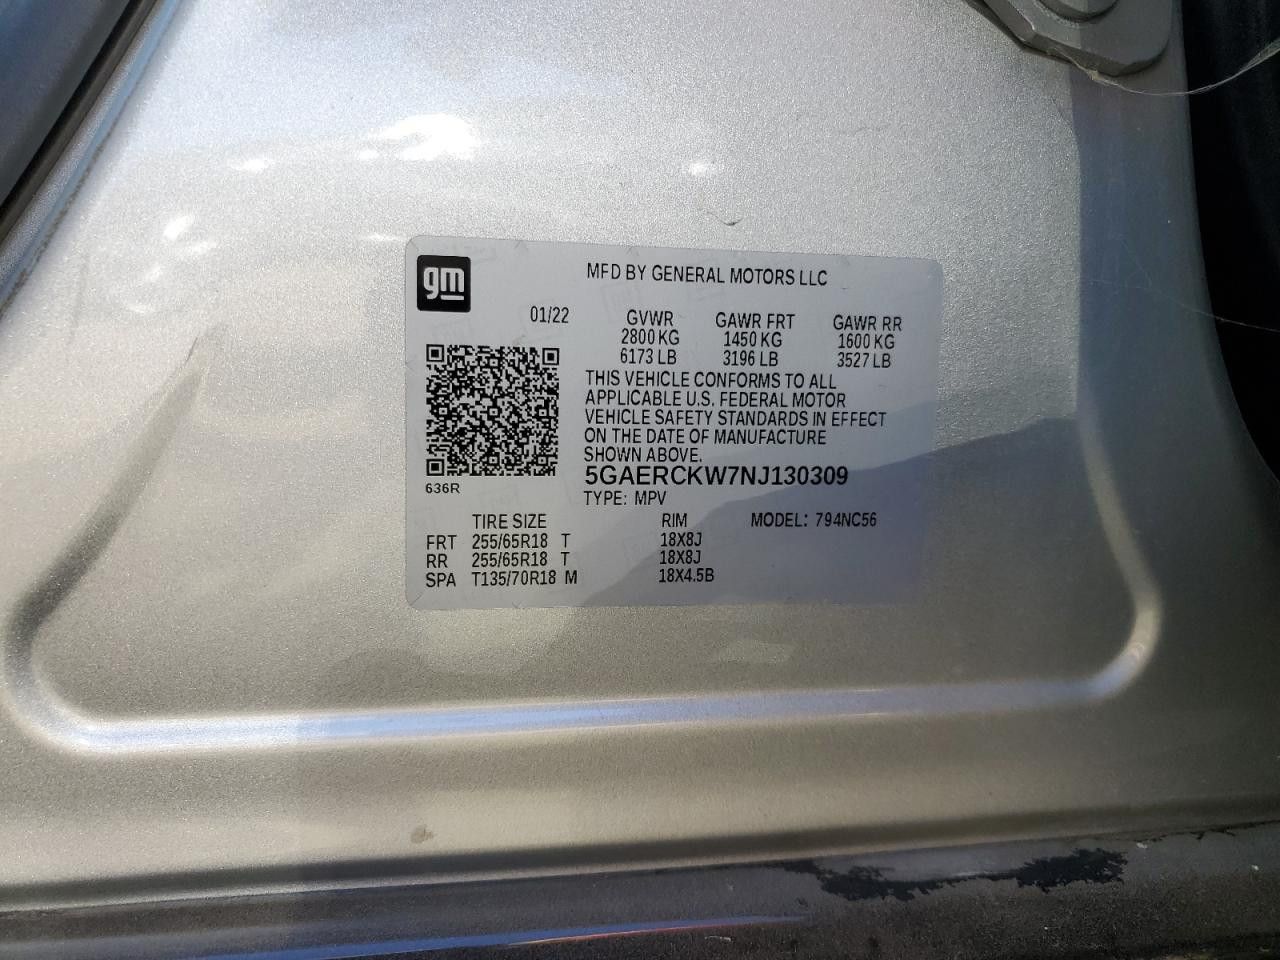 gm
MFD BY GENERAL MOTORS LLC
01/22 GVWR GAWR FRT GAWR RR
2800 KG 1450 KG 1600 KG
6173 LB 3196 LB 3527 LB
THIS VEHICLE CONFORMS TO ALL
APPLICABLE U.S. FEDERAL MOTOR
VEHICLE SAFETY STANDARDS IN EFFECT
ON THE DATE OF MANUFACTURE
SHOWN ABOVE.
636R
5GAERCKW7NJ130309
TYPE: MPV
TIRE SIZE RIM MODEL: 794NC56
FRT 255/65R18 T 18X8J
RR 255/65R18 T 18X8J
SPA T135/70R18 M 18X4.5B